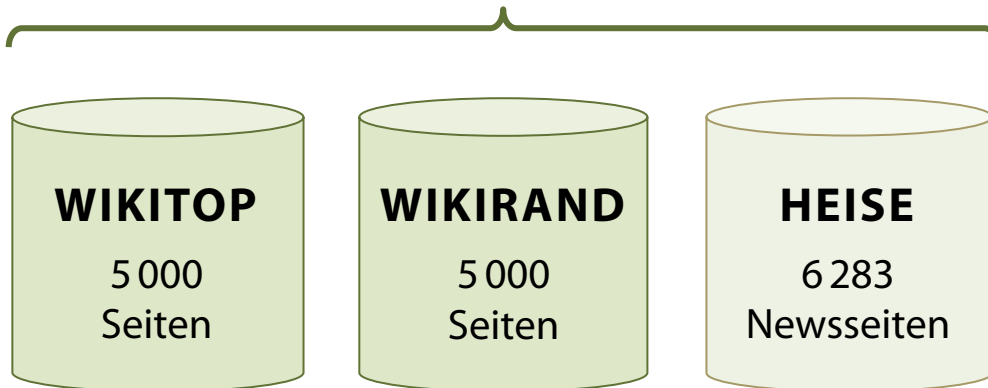 WIKITOP
5 000
Seiten
WIKIRAND
5 000
Seiten
HEISE
6 283
Newsseiten